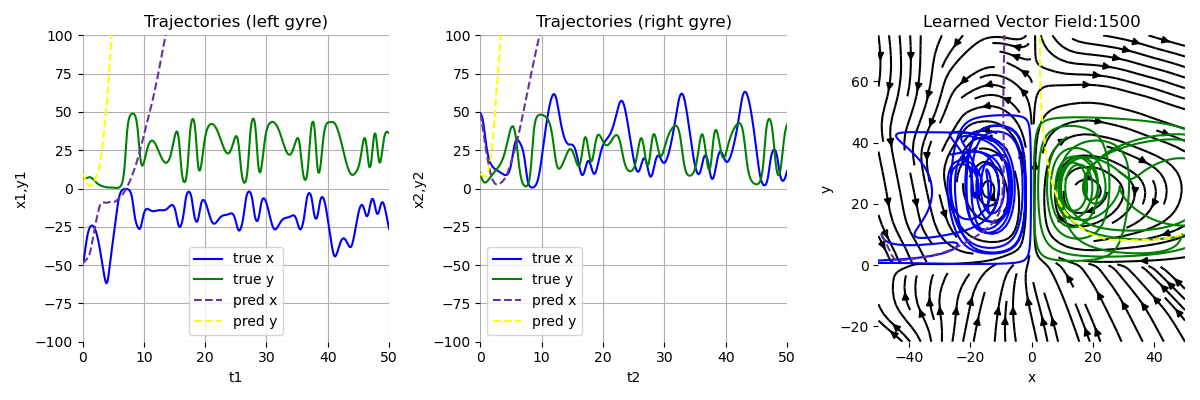 Trajectories (left gyre)
100
75
50
25
0
−25
−50
−75
−100
x1,y1
0
10
20
30
40
50
t1
true x
true y
pred x
pred y
Trajectories (right gyre)
100
75
50
25
0
−25
−50
−75
−100
x2,y2
0
10
20
30
40
50
t2
true x
true y
pred x
pred y
Learned Vector Field:1500
60
40
20
0
−20
y
−40
−20
0
20
40
x